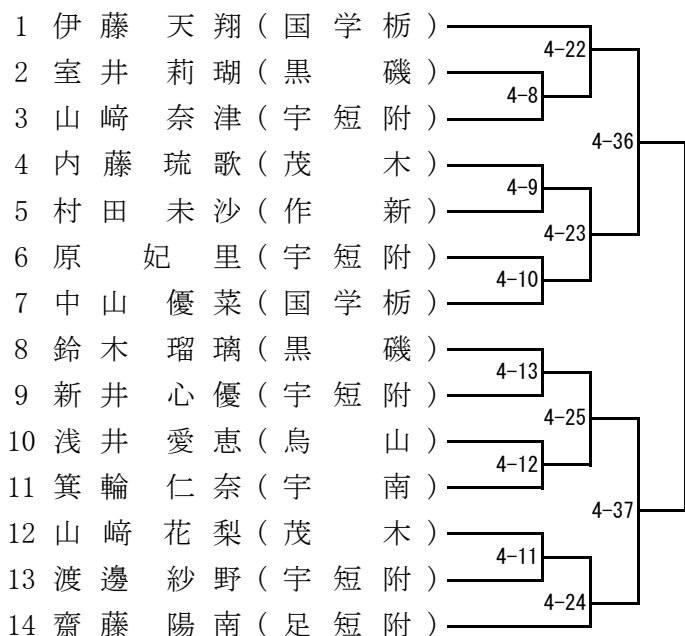 1 伊藤 天翔(国学栃)
4-22
2 室井 莉瑚(黒 磯)
4-8
3 山﨑 奈津(宇短附)
4-36
4 内藤 琉歌(茂 木)
4-9
5 村田 未沙(作 新)
4-23
6 原 妃里(宇短附)
4-10
7 中山 優菜(国学栃)
8 鈴木 瑠璃(黒 磯)
4-13
9 新井 心優(宇短附)
4-25
10 浅井 愛恵(烏 山)
4-12
11 箕輪 仁奈(宇 南)
4-37
12 山﨑 花梨(茂 木)
4-11
13 渡邊 紗野(宇短附)
4-24
14 齋藤 陽南(足短附)